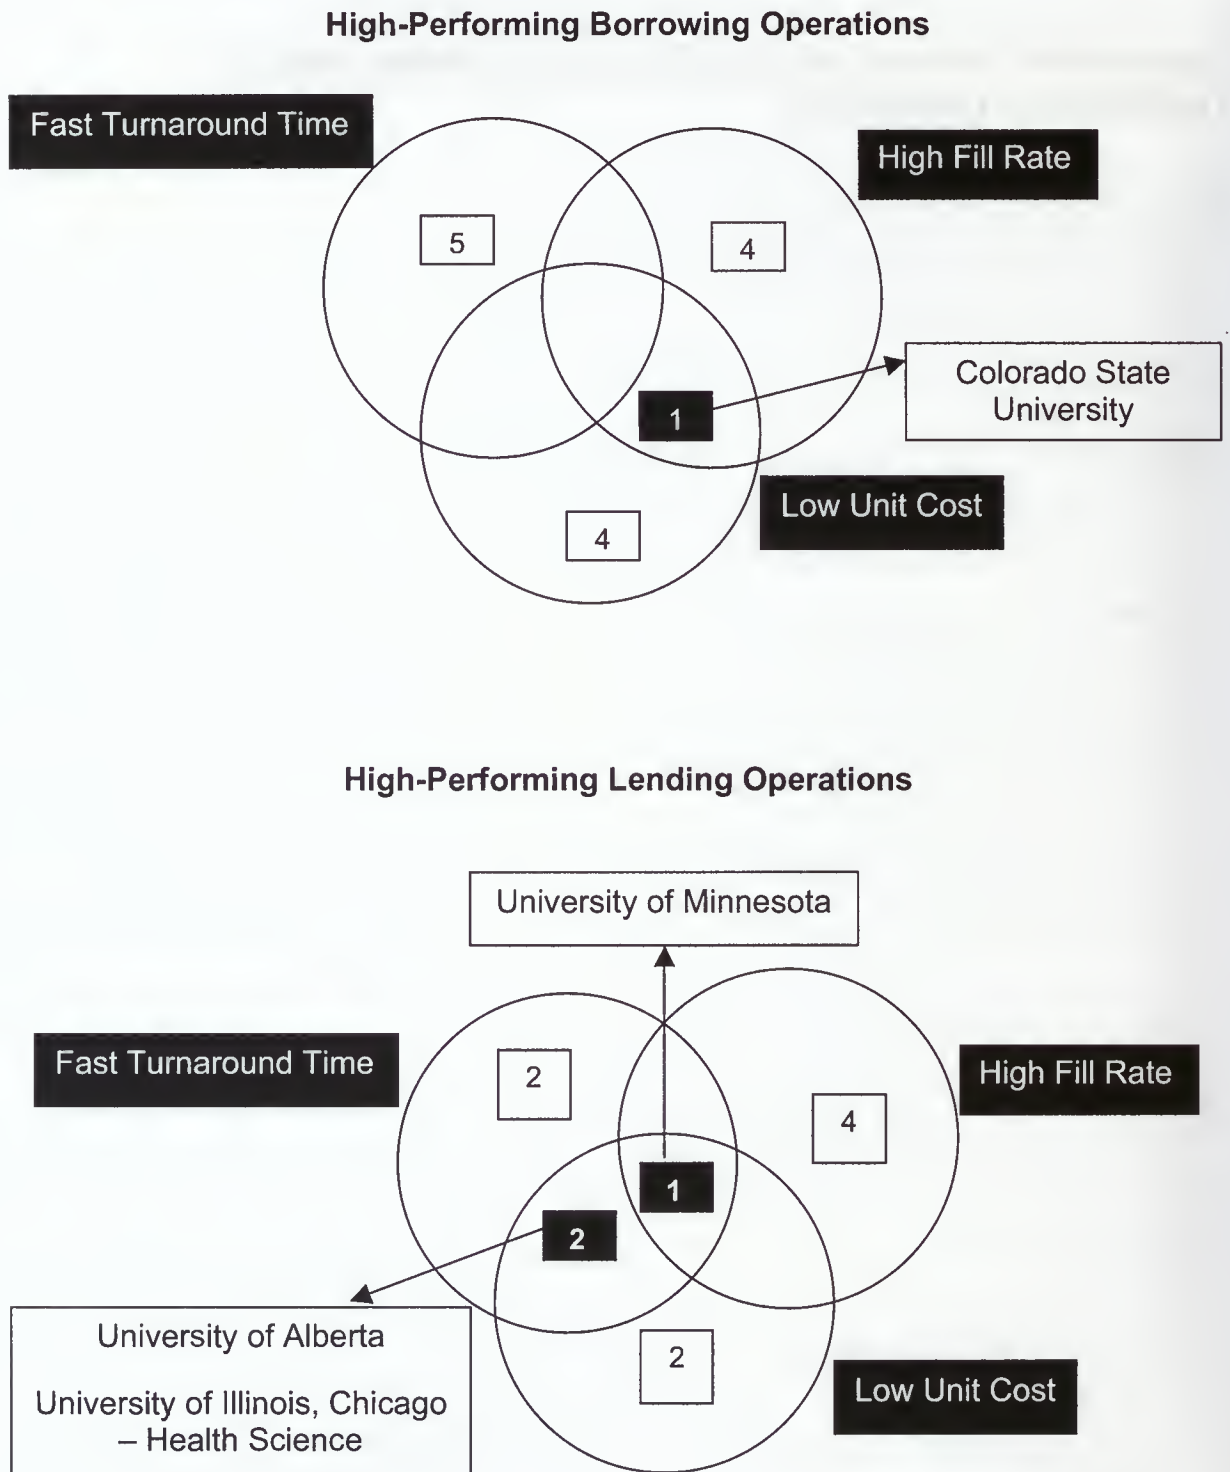 High-Performing Borrowing Operations
Fast Turnaround Time
High Fill Rate
5
4
Colorado State
University
1
Low Unit Cost
4
High-Performing Lending Operations
University of Minnesota
Fast Turnaround Time
2
High Fill Rate
4
1
2
University of Alberta
University of Illinois, Chicago
– Health Science
2
Low Unit Cost